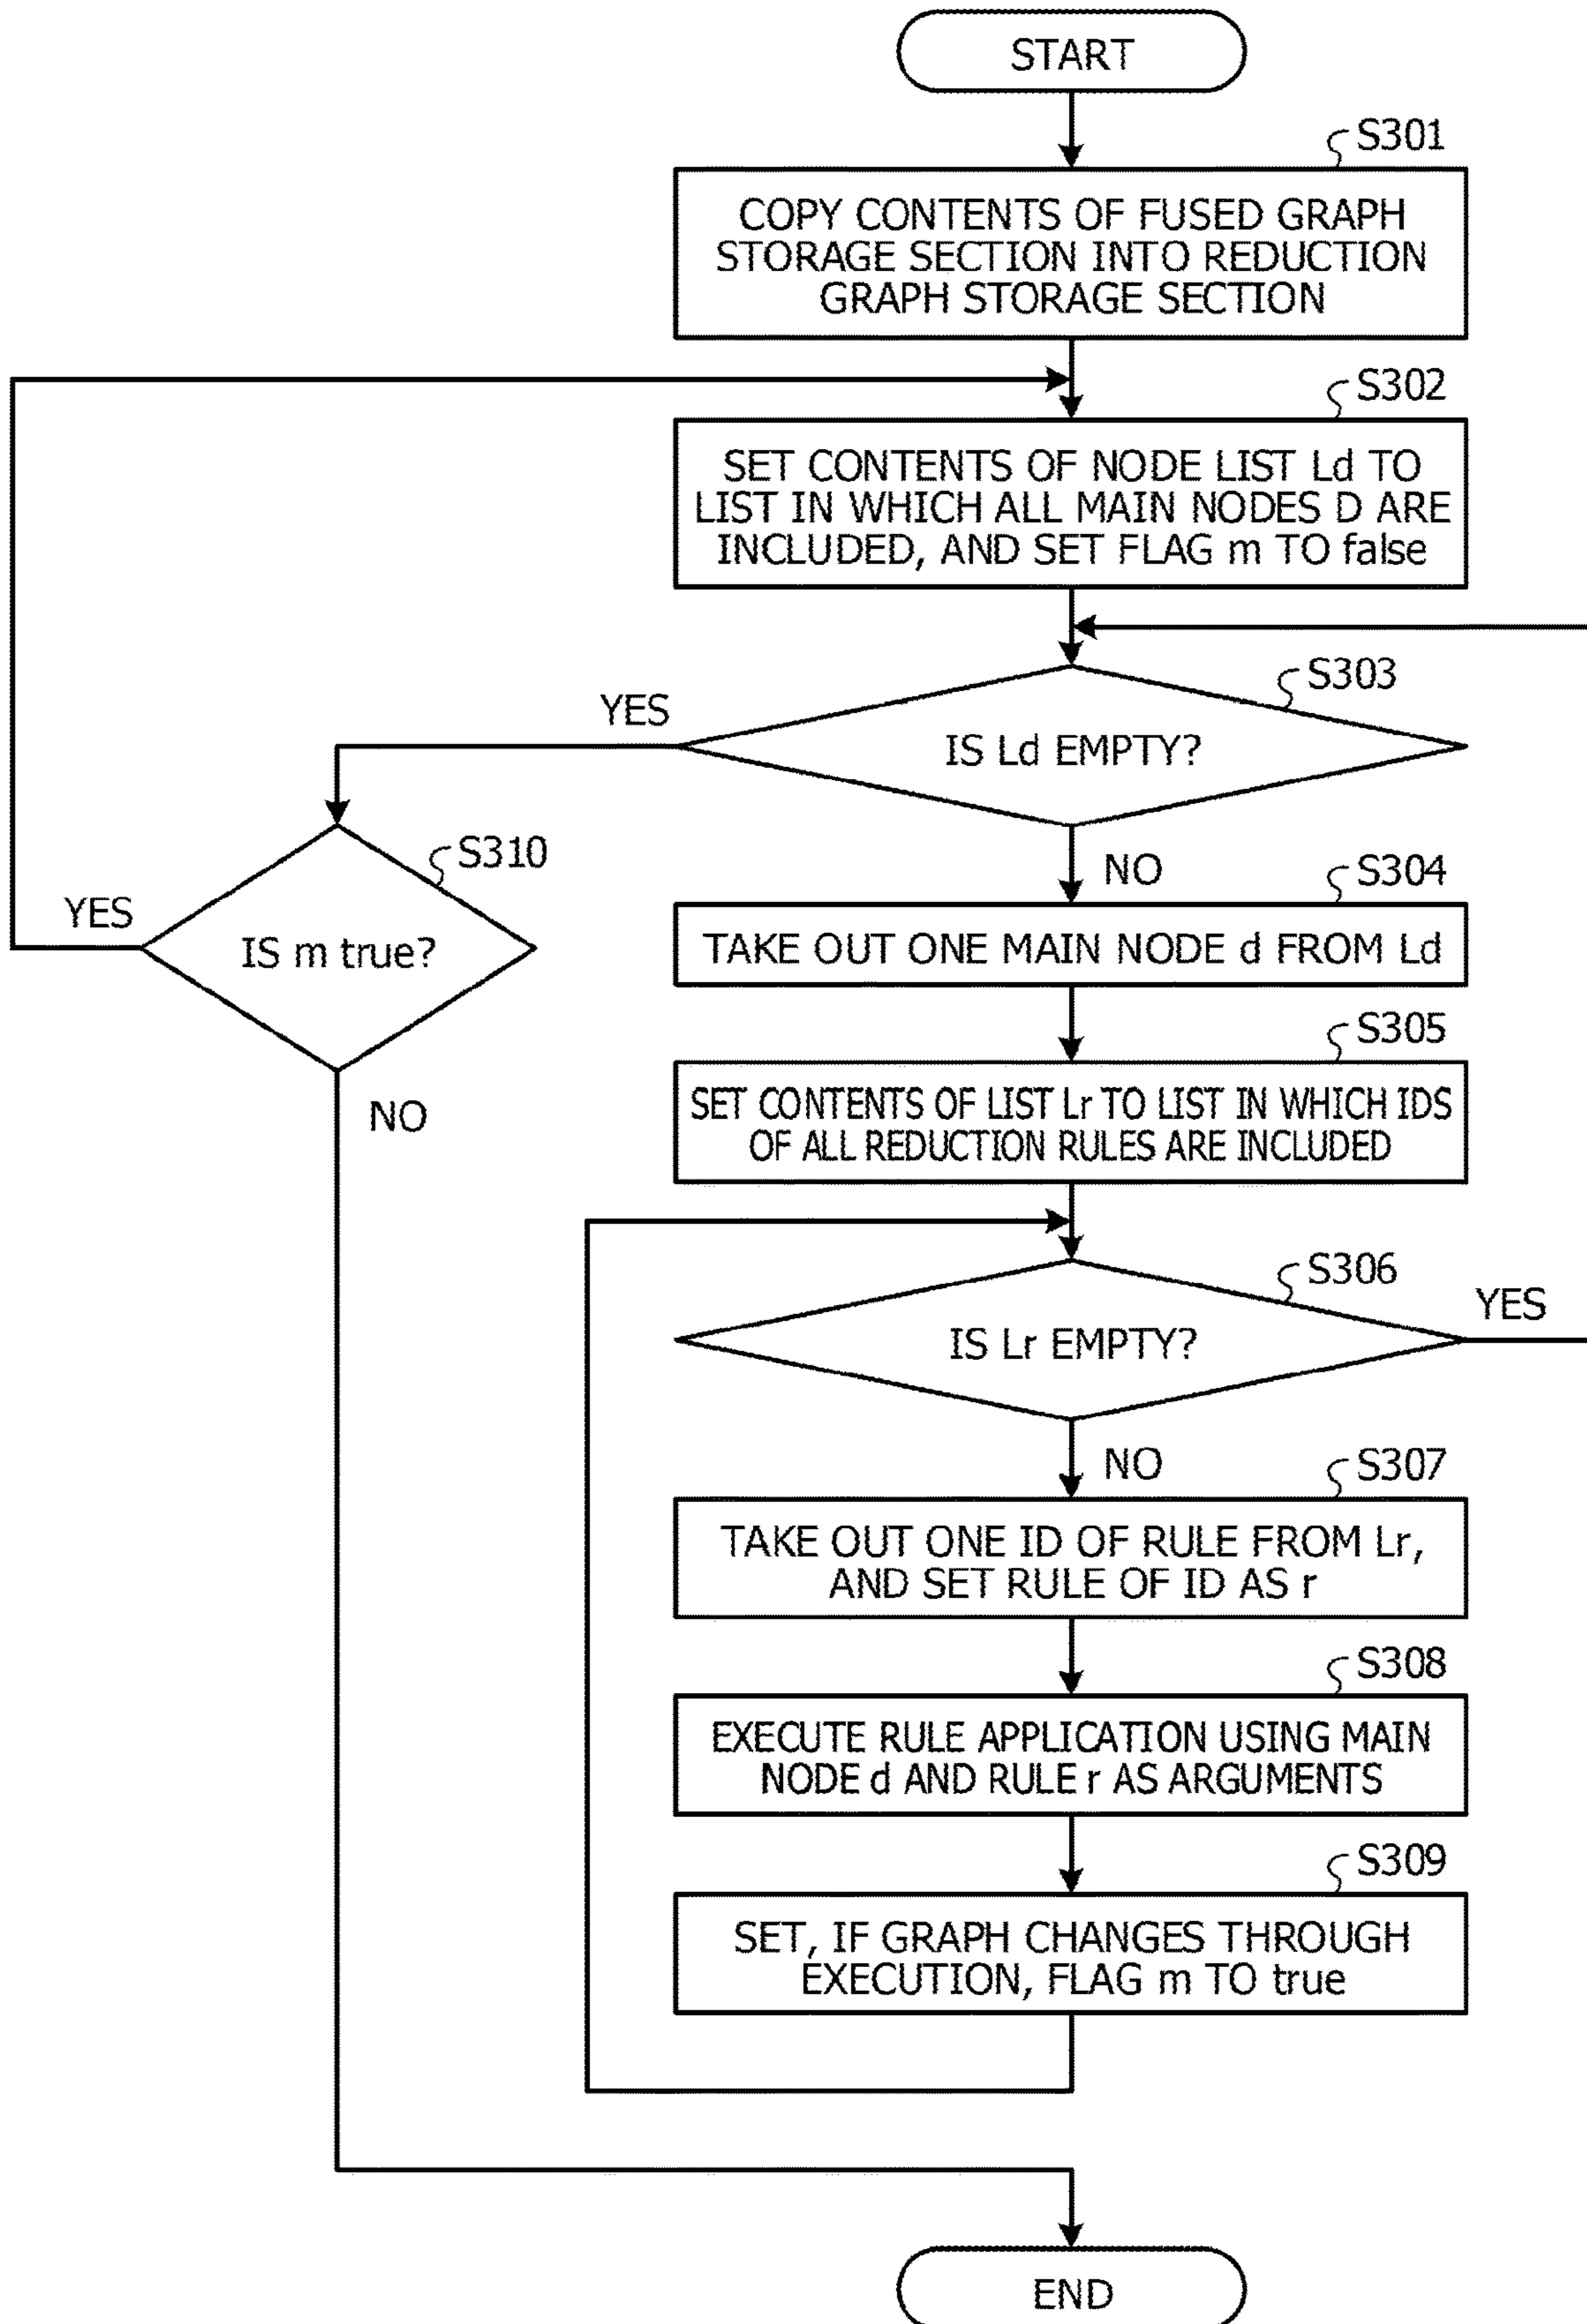 START
S301
COPY CONTENTS OF FUSED GRAPH
STORAGE SECTION INTO REDUCTION
GRAPH STORAGE SECTION
S302
SET CONTENTS OF NODE LIST Ld TO
LIST IN WHICH ALL MAIN NODES D ARE
INCLUDED, AND SET FLAG m TO false
S303
YES
IS Ld EMPTY?
S310
YES
IS m true?
NO
NO
S304
TAKE OUT ONE MAIN NODE d FROM Ld
S305
SET CONTENTS OF LIST Lr TO LIST IN WHICH IDS
OF ALL REDUCTION RULES ARE INCLUDED
S306
YES
IS Lr EMPTY?
NO
S307
TAKE OUT ONE ID OF RULE FROM Lr,
AND SET RULE OF ID AS r
S308
EXECUTE RULE APPLICATION USING MAIN
NODE d AND RULE r AS ARGUMENTS
S309
SET, IF GRAPH CHANGES THROUGH
EXECUTION, FLAG m TO true
END